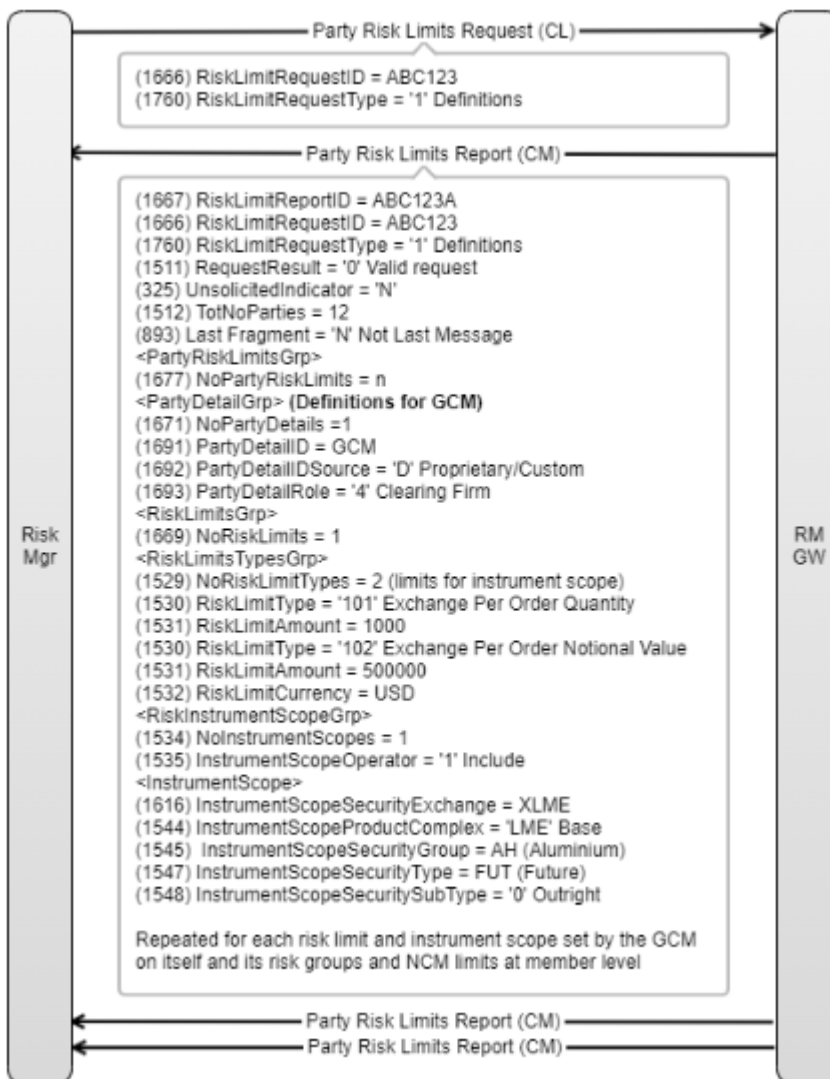 Party Risk Limits Request (CL)
(1666) RiskLimitRequestID = ABC123
(1760) RiskLimitRequestType = '1' Definitions
Party Risk Limits Report (CM)
(1667) RiskLimitReportID = ABC123A
(1666) RiskLimitRequestID = ABC123
(1760) RiskLimitRequestType = '1' Definitions
(1511) RequestResult = '0' Valid request
(325) UnsolicitedIndicator = 'N'
(1512) TotNoParties = 12
(893) Last Fragment = 'N' Not Last Message
<PartyRiskLimitsGrp>
(1677) NoPartyRiskLimits = n
<PartyDetailGrp> (Definitions for GCM)
(1671) NoPartyDetails =1
(1691) PartyDetailID = GCM
(1692) PartyDetailIDSource = 'D' Proprietary/Custom
(1693) PartyDetailRole = '4' Clearing Firm
<RiskLimitsGrp>
(1669) NoRiskLimits = 1
<RiskLimitsTypesGrp>
(1529) NoRiskLimitTypes = 2 (limits for instrument scope)
(1530) RiskLimitType = '101' Exchange Per Order Quantity
(1531) RiskLimitAmount = 1000
(1530) RiskLimitType = '102' Exchange Per Order Notional Value
(1531) RiskLimitAmount = 500000
(1532) RiskLimitCurrency = USD
<RiskInstrumentScopeGrp>
(1534) NoInstrumentScopes = 1
(1535) InstrumentScopeOperator = '1' Include
<InstrumentScope>
(1616) InstrumentScopeSecurityExchange = XLME
(1544) InstrumentScopeProductComplex = 'LME' Base
(1545) InstrumentScopeSecurityGroup = AH (Aluminium)
(1547) InstrumentScopeSecurityType = FUT (Future)
(1548) InstrumentScopeSecuritySubType = '0' Outright
Repeated for each risk limit and instrument scope set by the GCM
on itself and its risk groups and NCM limits at member level
Risk
Mgr
RM
GW
Party Risk Limits Report (CM)
Party Risk Limits Report (CM)